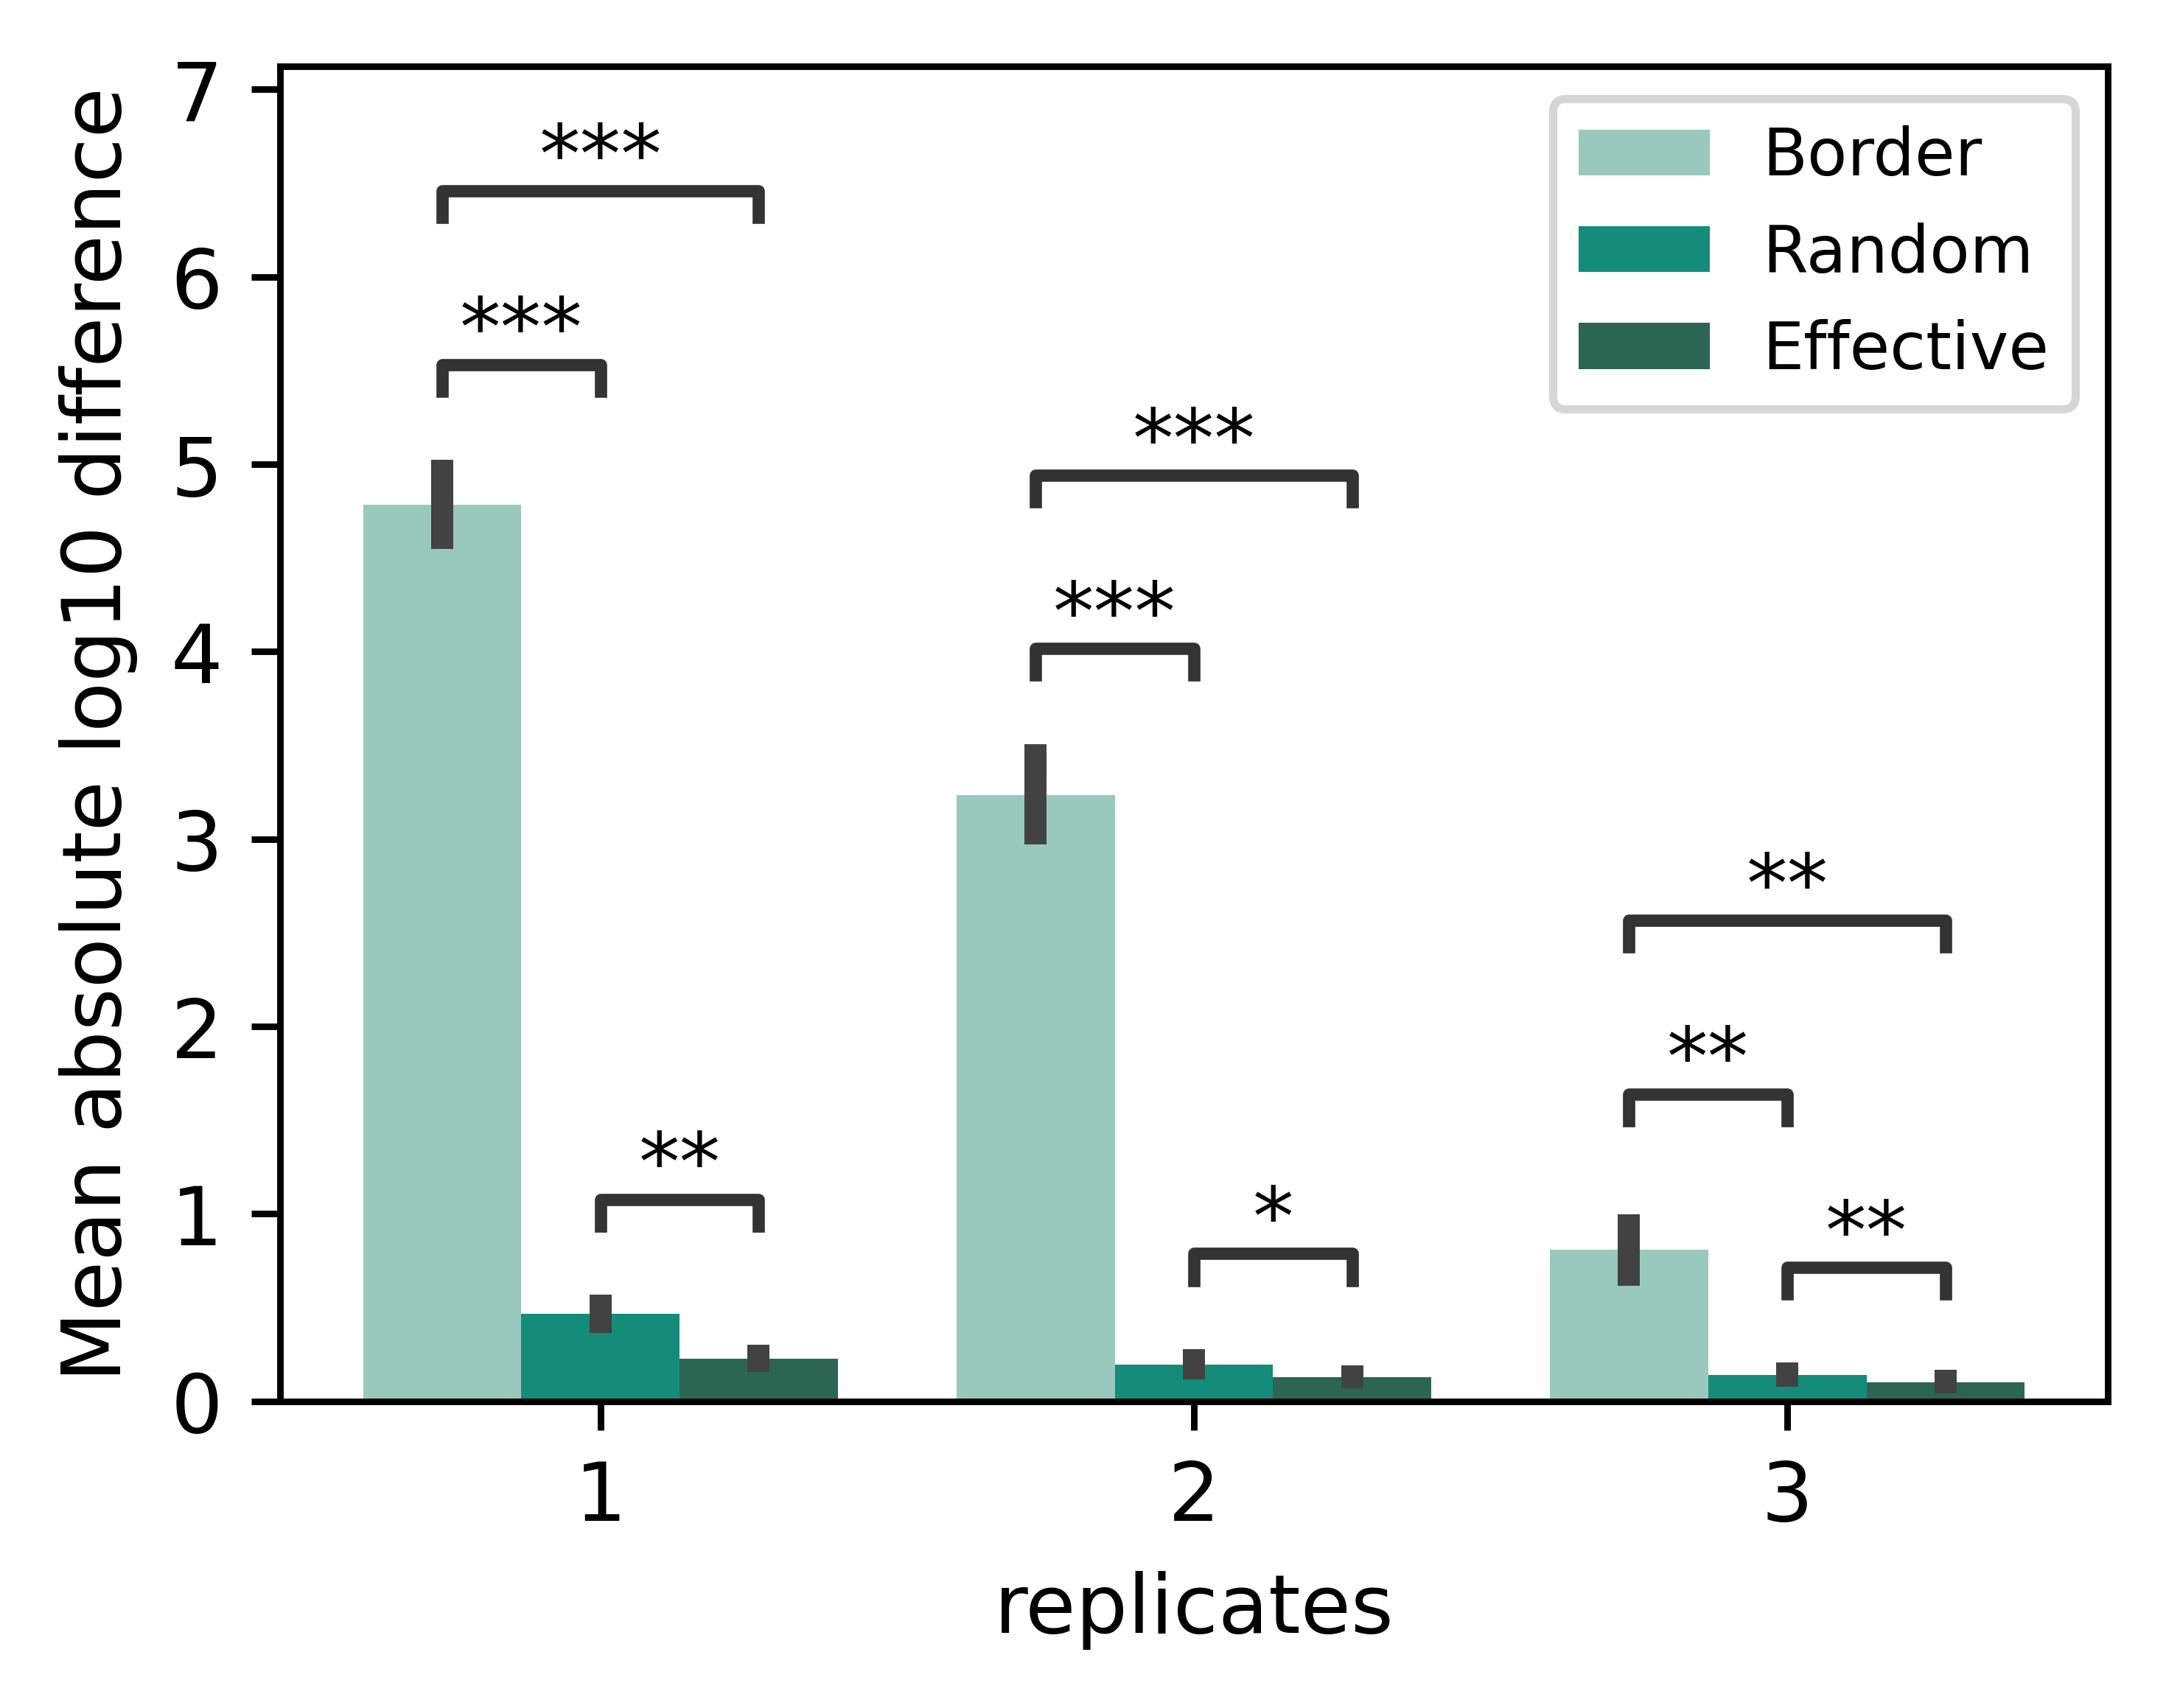 Mean absolute log10 difference
7
6
5
4
3
2
1
0
***
***
**
***
***
*
**
**
**
Border
Random
Effective
1 2 3
replicates